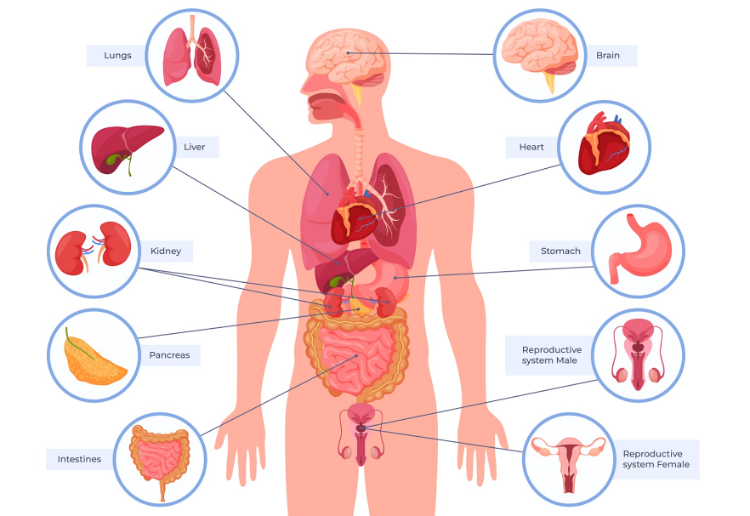 Lungs
Brain
Liver
Heart
Kidney
Stomach
Pancreas
Reproductive
system Male
Intestines
Reproductive
system Female